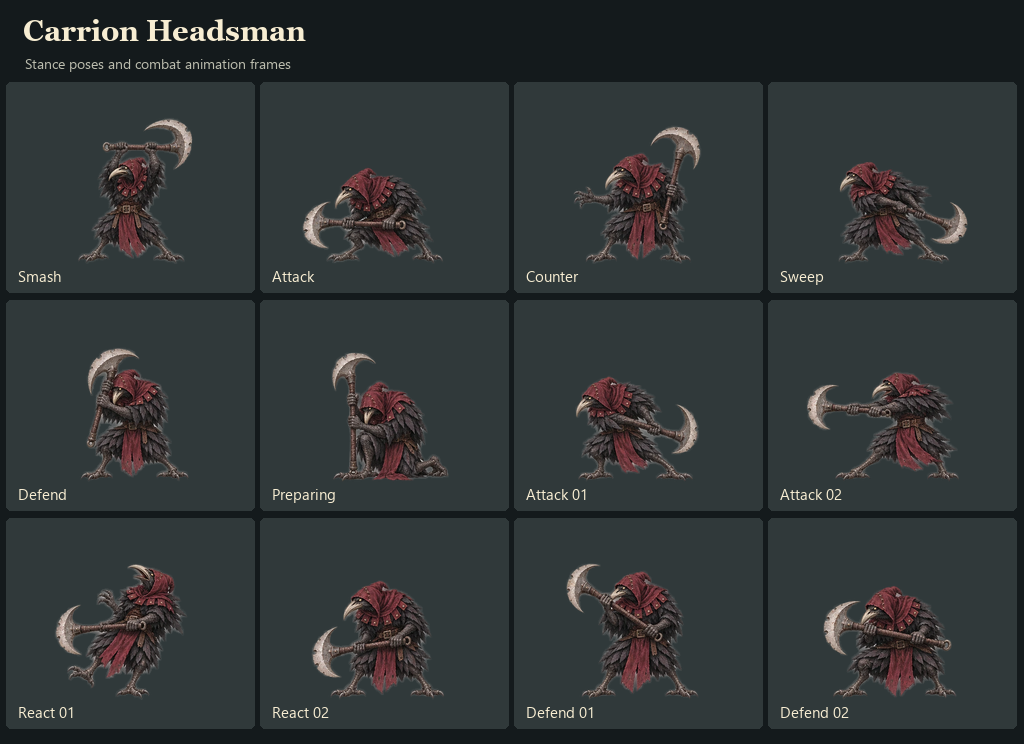 Carrion Headsman
Stance poses and combat animation frames
Smash
Attack
Counter
Sweep
Defend
Preparing
Attack 01
Attack 02
React 01
React 02
Defend 01
Defend 02